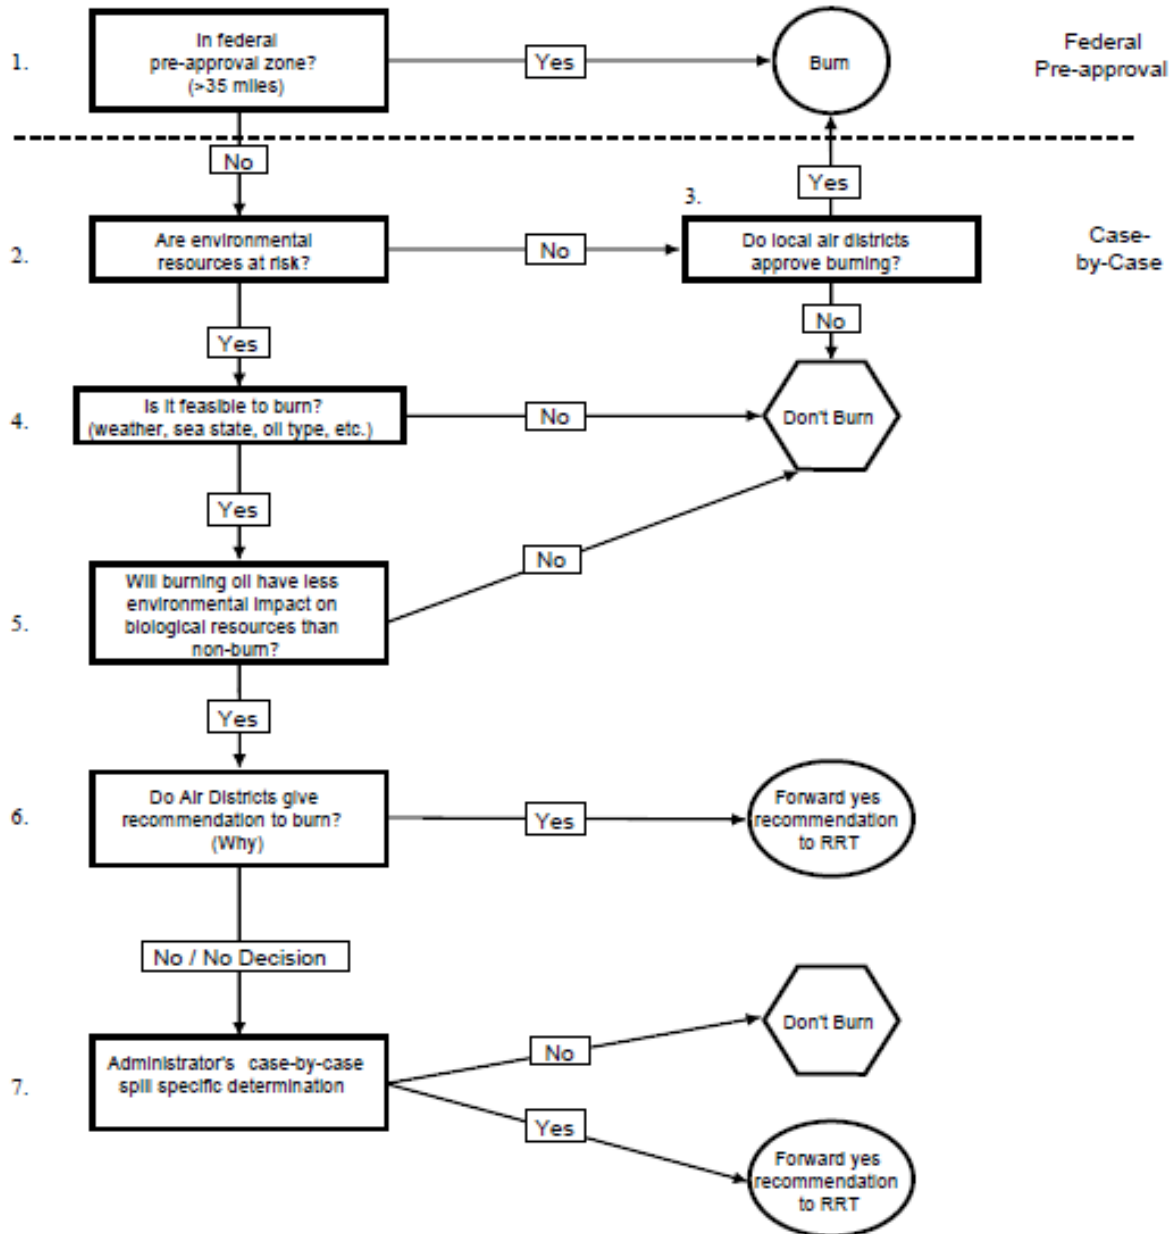 1.
In federal
pre-approval zone?
(>35 miles)
Yes
Burn
Federal
Pre-approval
No
3.
Yes
2.
Are environmental
resources at risk?
No
Do local air districts
approve burning?
Case-
by-Case
Yes
No
4.
Is it feasible to burn?
(weather, sea state, oil type, etc.)
No
Don't Burn
Yes
No
5.
Will burning oil have less
environmental impact on
biological resources than
non-burn?
Yes
6.
Do Air Districts give
recommendation to burn?
(Why)
Yes
Forward yes
recommendation
to RRT
No / No Decision
7.
Administrator's case-by-case
spill specific determination
No
Don't Burn
Yes
Forward yes
recommendation
to RRT